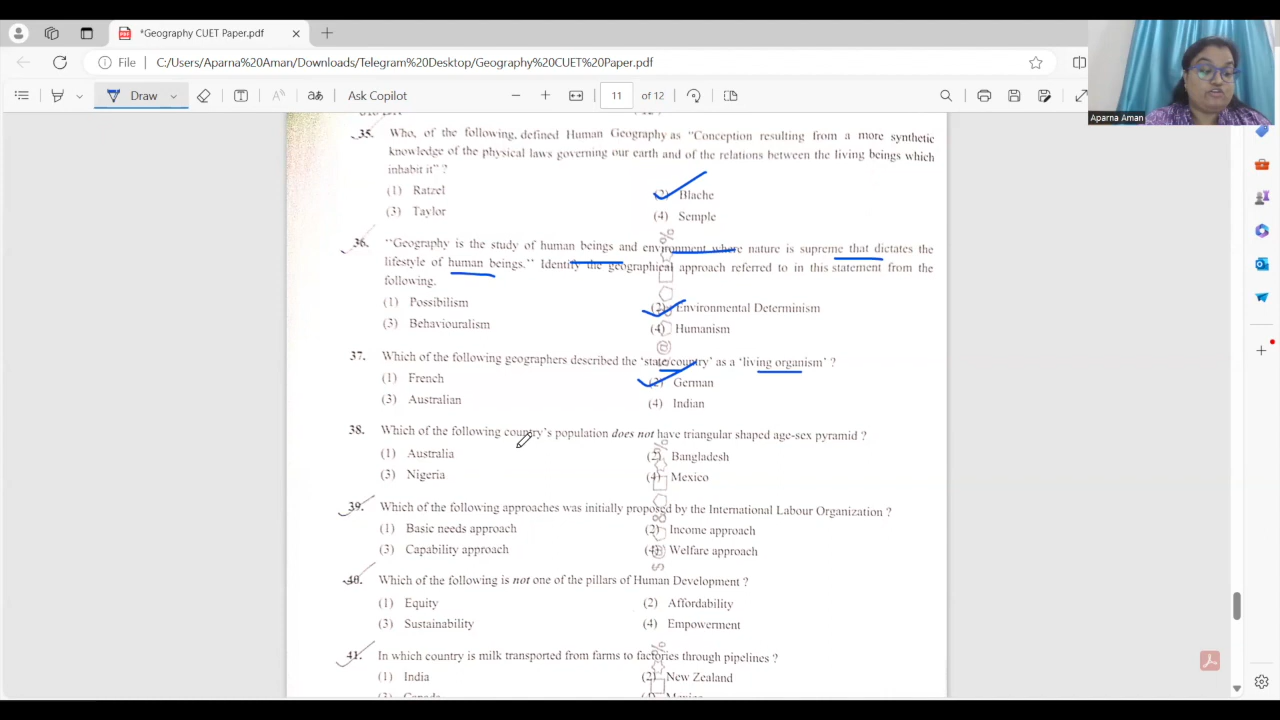 *Geography CUET Paper.pdf
File
C:/Users/Aparna%20Aman/Downloads/Telegram%20Desktop/Geography%20CUET%20Paper.pdf
Draw
Ask Copilot
11 of 12
Aparna Aman
35. Who, of the following, defined Human Geography as "Conception resulting from a more synthetic
knowledge of the physical laws governing our earth and of the relations between the living beings which
inhabit it" ?
(1) Ratzel
(2) Blache
(3) Taylor
(4) Semple
36. "Geography is the study of human beings and environment where nature is supreme that dictates the
lifestyle of human beings." Identify the geographical approach referred to in this statement from the
following.
(1) Possibilism
(2) Environmental Determinism
(3) Behaviouralism
(4) Humanism
37. Which of the following geographers described the 'state/country' as a 'living organism' ?
(1) French
(2) German
(3) Australian
(4) Indian
38. Which of the following country's population does not have triangular shaped age-sex pyramid ?
(1) Australia
(2) Bangladesh
(3) Nigeria
(4) Mexico
39. Which of the following approaches was initially proposed by the International Labour Organization ?
(1) Basic needs approach
(2) Income approach
(3) Capability approach
(4) Welfare approach
40. Which of the following is not one of the pillars of Human Development ?
(1) Equity
(2) Affordability
(3) Sustainability
(4) Empowerment
41. In which country is milk transported from farms to factories through pipelines ?
(1) India
(2) New Zealand
(3) Canada
(4) Mexico